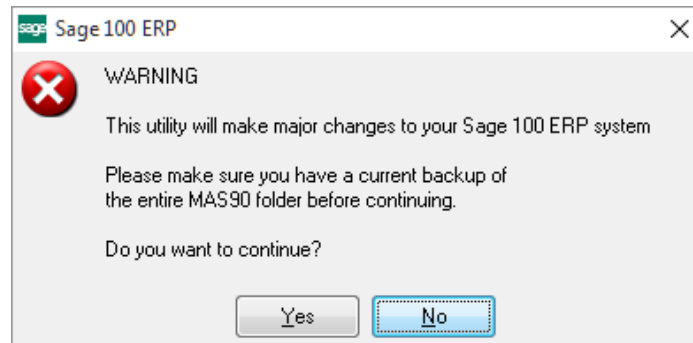 sage Sage 100 ERP
WARNING
This utility will make major changes to your Sage 100 ERP system
Please make sure you have a current backup of
the entire MAS90 folder before continuing.
Do you want to continue?
Yes No